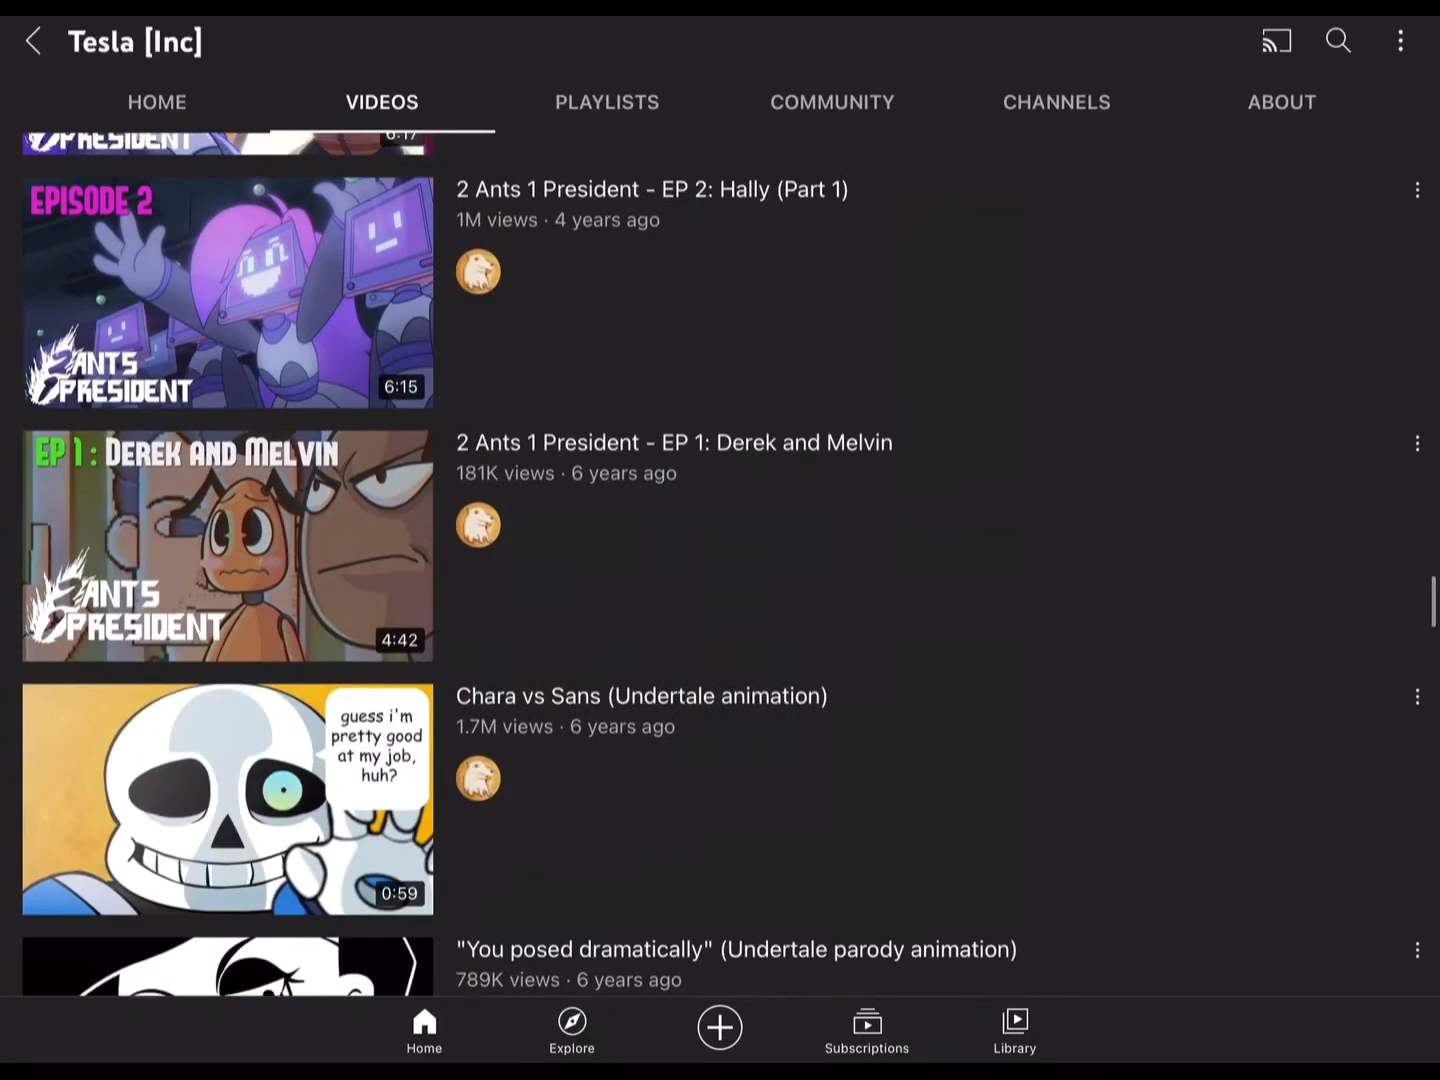 Tesla [Inc]
HOME VIDEOS PLAYLISTS COMMUNITY CHANNELS ABOUT
PRESIDENT
6:17
EPISODE 2
ANTS
PRESIDENT
6:15
2 Ants 1 President - EP 2: Hally (Part 1)
1M views · 4 years ago
EP 1 : DEREK AND MELVIN
ANTS
PRESIDENT
4:42
2 Ants 1 President - EP 1: Derek and Melvin
181K views · 6 years ago
guess i'm
pretty good
at my job,
huh?
0:59
Chara vs Sans (Undertale animation)
1.7M views · 6 years ago
"You posed dramatically" (Undertale parody animation)
789K views · 6 years ago
Home Explore Subscriptions Library